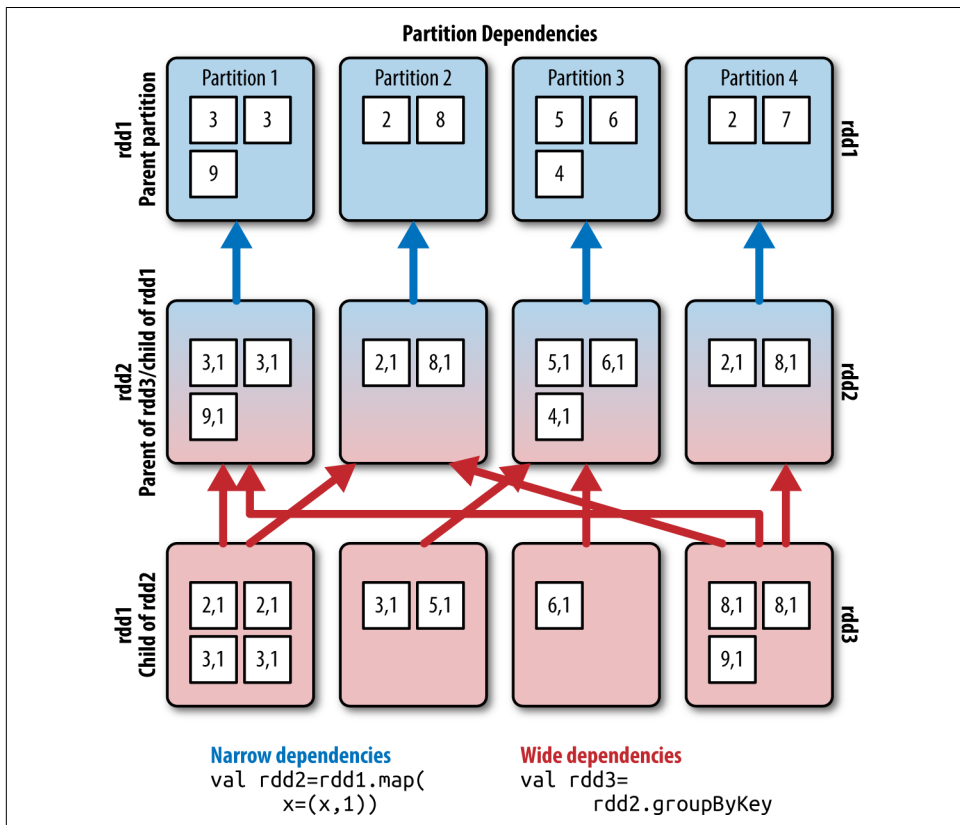 Partition Dependencies
rdd1
Parent partition
Partition 1
3 3
9
Partition 2
2 8
Partition 3
5 6
4
Partition 4
2 7
rdd1
rdd2
Parent of rdd3/child of rdd1
3,1 3,1
9,1
2,1 8,1
5,1 6,1
4,1
2,1 8,1
rdd2
rdd1
Child of rdd2
2,1 2,1
3,1 3,1
3,1 5,1
6,1
8,1 8,1
9,1
rdd3
Narrow dependencies
val rdd2=rdd1.map(
x=(x,1))
Wide dependencies
val rdd3=
rdd2.groupByKey